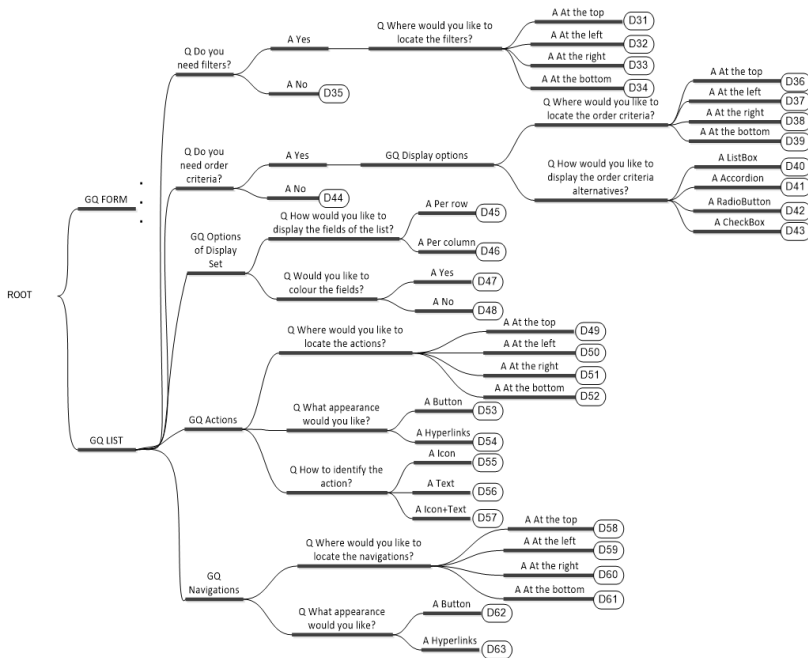 ROOT
GQ FORM
GQ LIST
Q Do you
need filters?
A Yes
Q Where would you like to
locate the filters?
A At the top
D31
A At the left
D32
A At the right
D33
A At the bottom
D34
A No
D35
Q Do you
need order
criteria?
A Yes
GQ Display options
Q Where would you like to
locate the order criteria?
A At the top
D36
A At the left
D37
A At the right
D38
A At the bottom
D39
Q How would you like to
display the order criteria
alternatives?
A ListBox
D40
A Accordion
D41
A RadioButton
D42
A CheckBox
D43
A No
D44
GQ Options
of Display
Set
Q How would you like to
display the fields of the list?
A Per row
D45
A Per column
D46
Q Would you like to
colour the fields?
A Yes
D47
A No
D48
GQ Actions
Q Where would you like to
locate the actions?
A At the top
D49
A At the left
D50
A At the right
D51
A At the bottom
D52
Q What appearance
would you like?
A Button
D53
A Hyperlinks
D54
Q How to identify the
action?
A Icon
D55
A Text
D56
A Icon+Text
D57
GQ
Navigations
Q Where would you like to
locate the navigations?
A At the top
D58
A At the left
D59
A At the right
D60
A At the bottom
D61
Q What appearance
would you like?
A Button
D62
A Hyperlinks
D63